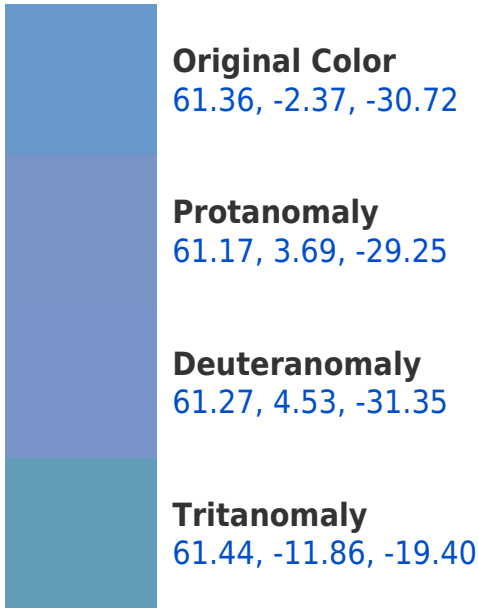 Original Color
61.36, -2.37, -30.72
Protanomaly
61.17, 3.69, -29.25
Deuteranomaly
61.27, 4.53, -31.35
Tritanomaly
61.44, -11.86, -19.40